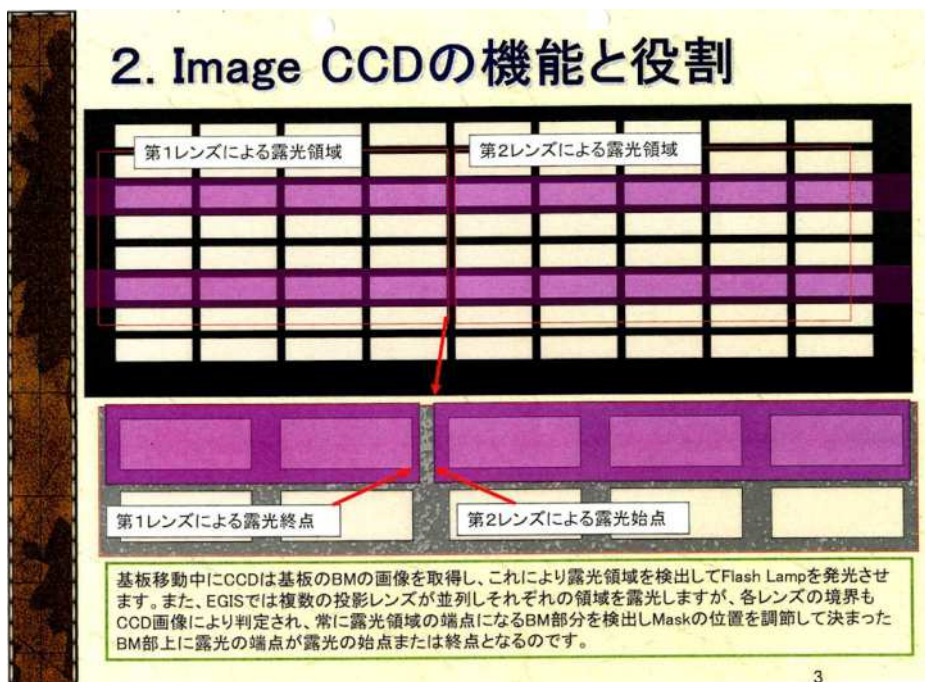 2. Image CCDの機能と役割
第1レンズによる露光領域
第2レンズによる露光領域
第1レンズによる露光終点
第2レンズによる露光始点
基板移動中にCCDは基板のBMの画像を取得し、これにより露光領域を検出してFlash Lampを発光させ
ます。また、EGISでは複数の投影レンズが並列しそれぞれの領域を露光しますが、各レンズの境界も
CCD画像により判定され、常に露光領域の端点になるBM部分を検出しMaskの位置を調節して決まった
BM部上に露光の端点が露光の始点または終点となるのです。
3